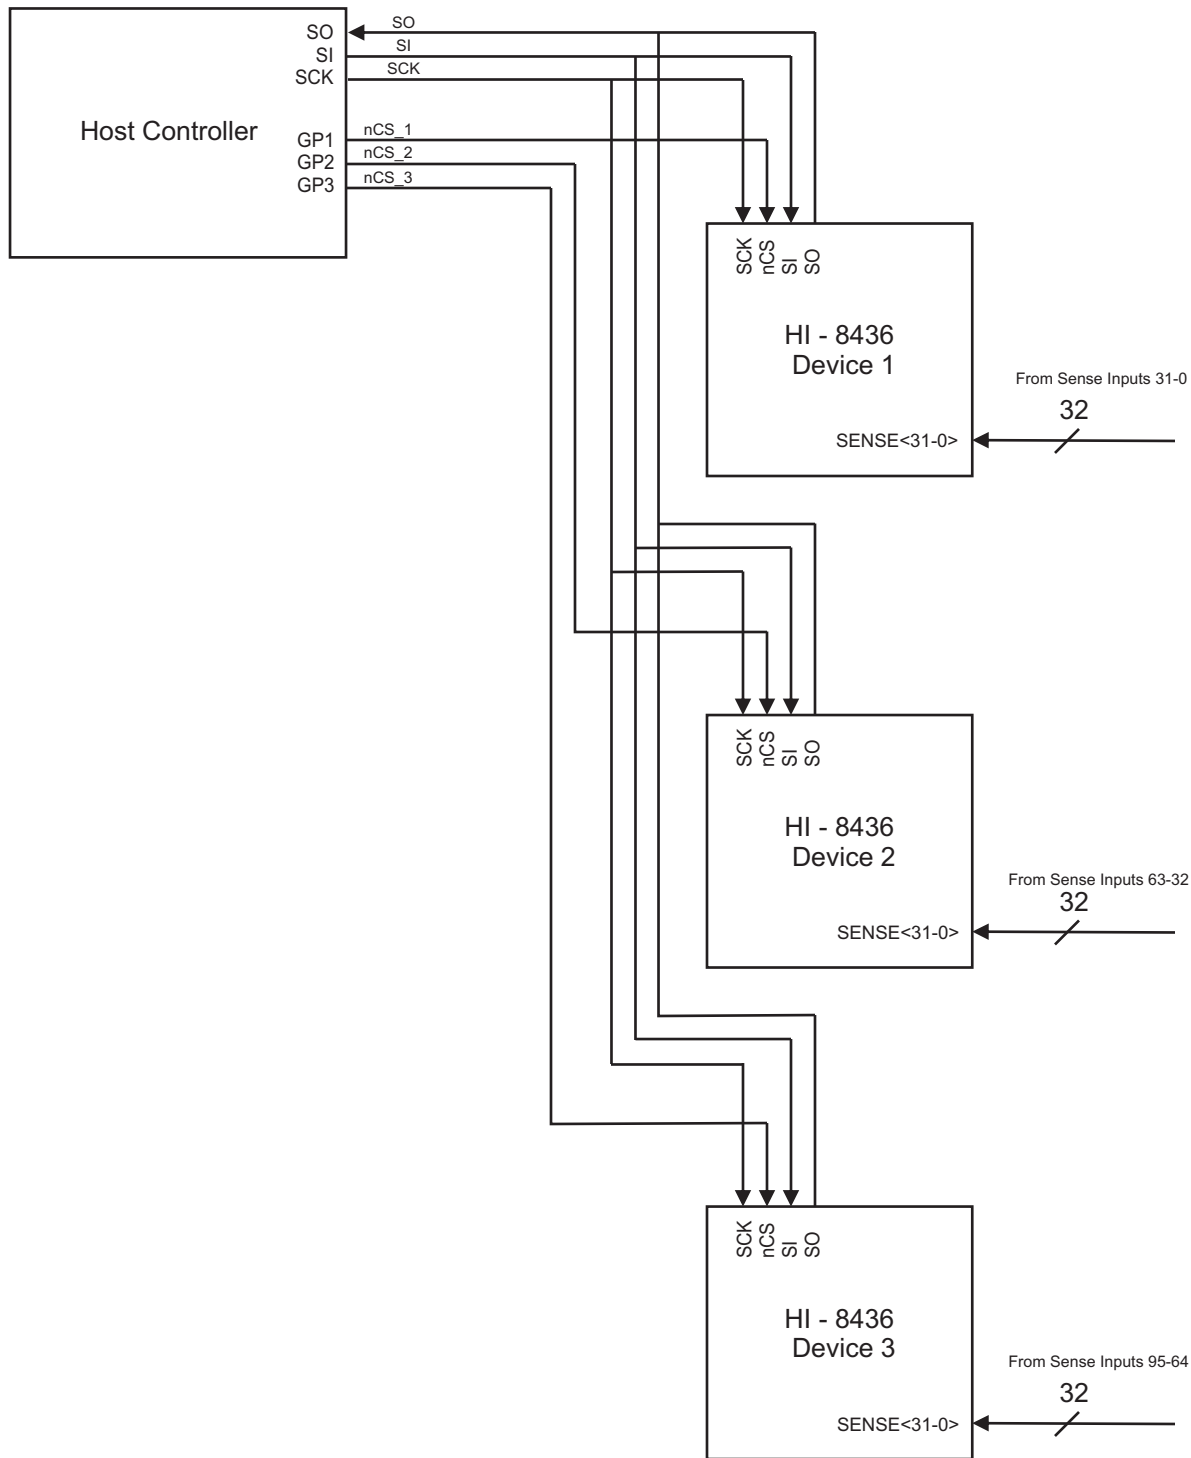 SO
SI
SCK
Host Controller
GP1
GP2
GP3
SO
SI
SCK
nCS_1
nCS_2
nCS_3
SCK
nCS
SI
SO
HI - 8436
Device 1
From Sense Inputs 31-0
32
SENSE<31-0>
SCK
nCS
SI
SO
HI - 8436
Device 2
From Sense Inputs 63-32
32
SENSE<31-0>
SCK
nCS
SI
SO
HI - 8436
Device 3
From Sense Inputs 95-64
32
SENSE<31-0>